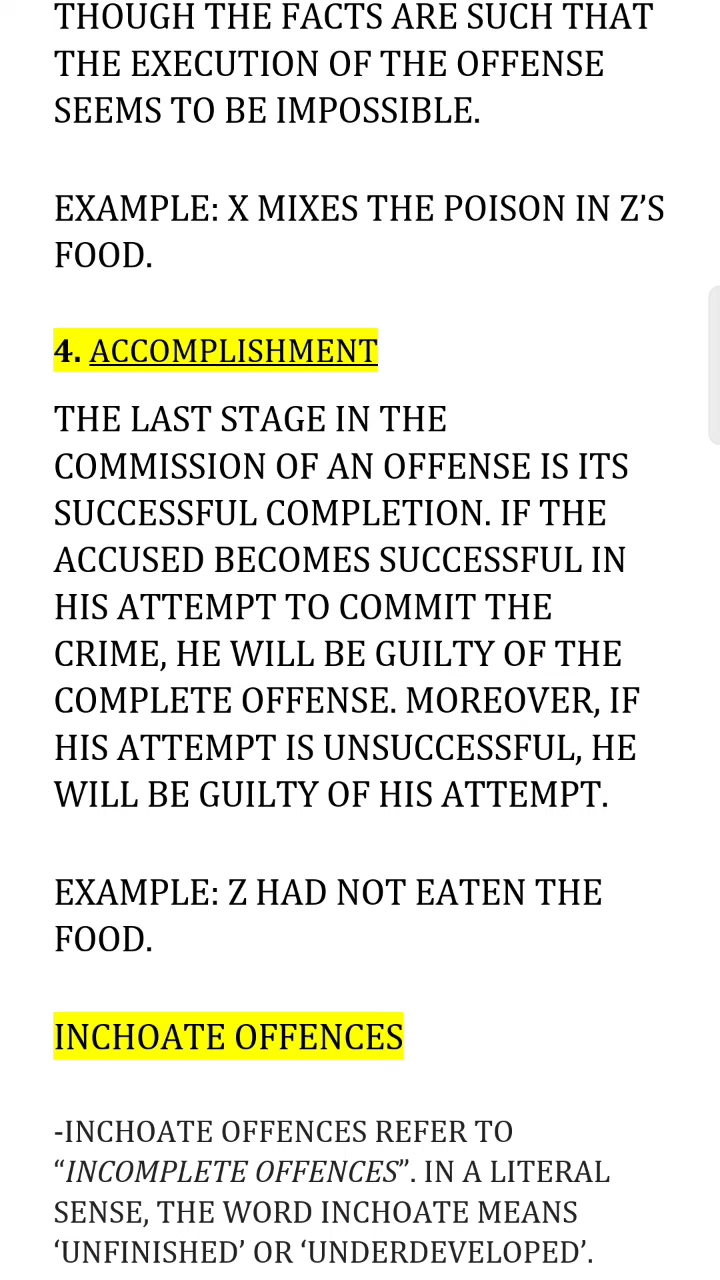 THOUGH THE FACTS ARE SUCH THAT
THE EXECUTION OF THE OFFENSE
SEEMS TO BE IMPOSSIBLE.
EXAMPLE: X MIXES THE POISON IN Z’S
FOOD.
4. ACCOMPLISHMENT
THE LAST STAGE IN THE
COMMISSION OF AN OFFENSE IS ITS
SUCCESSFUL COMPLETION. IF THE
ACCUSED BECOMES SUCCESSFUL IN
HIS ATTEMPT TO COMMIT THE
CRIME, HE WILL BE GUILTY OF THE
COMPLETE OFFENSE. MOREOVER, IF
HIS ATTEMPT IS UNSUCCESSFUL, HE
WILL BE GUILTY OF HIS ATTEMPT.
EXAMPLE: Z HAD NOT EATEN THE
FOOD.
INCHOATE OFFENCES
-INCHOATE OFFENCES REFER TO
“INCOMPLETE OFFENCES”. IN A LITERAL
SENSE, THE WORD INCHOATE MEANS
‘UNFINISHED’ OR ‘UNDERDEVELOPED’.